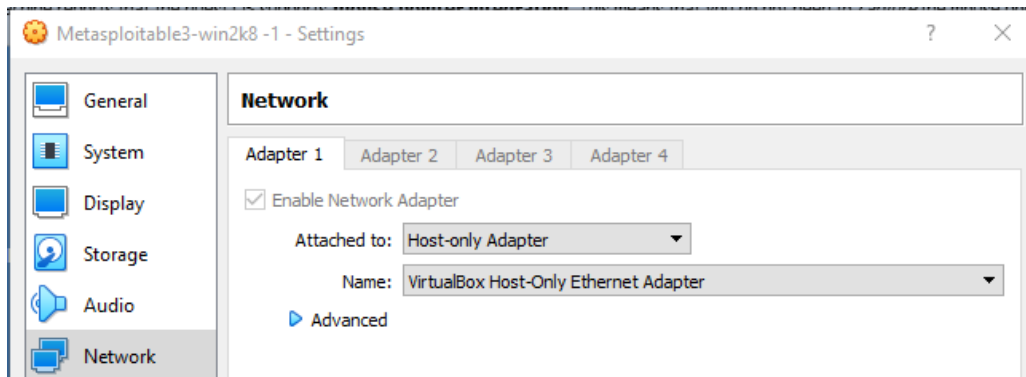 Metasploitable3-win2k8 -1 - Settings
?
General
Network
System
Adapter 1
Adapter 2
Adapter 3
Adapter 4
Display
Enable Network Adapter
Attached to: Host-only Adapter
Storage
Name: VirtualBox Host-Only Ethernet Adapter
Audio
Advanced
Network